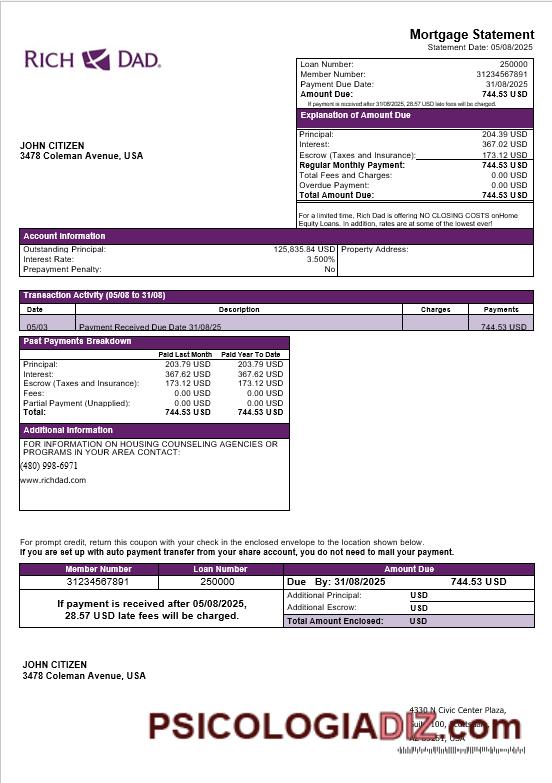 Mortgage Statement
Statement Date: 05/08/2025
RICH DAD.
Loan Number: 250000
Member Number: 31234567891
Payment Due Date: 31/08/2025
Amount Due: 744.53 USD
If payment is received after 31/08/2025, 28.57 USD late fees will be charged.
Explanation of Amount Due
Principal: 204.39 USD
Interest: 367.02 USD
Escrow (Taxes and Insurance): 173.12 USD
Regular Monthly Payment: 744.53 USD
Total Fees and Charges: 0.00 USD
Overdue Payment: 0.00 USD
Total Amount Due: 744.53 USD
For a limited time, Rich Dad is offering NO CLOSING COSTS onHome
Equity Loans. In addition, rates are at some of the lowest ever!
JOHN CITIZEN
3478 Coleman Avenue, USA
Account Information
Outstanding Principal: 125,835.84 USD Property Address:
Interest Rate: 3.500%
Prepayment Penalty: No
Transaction Activity (05/08 to 31/08)
Date Description Charges Payments
05/03 Payment Received Due Date 31/08/25 744.53 USD
Past Payments Breakdown
Paid Last Month Paid Year To Date
Principal: 203.79 USD 203.79 USD
Interest: 367.62 USD 367.62 USD
Escrow (Taxes and Insurance): 173.12 USD 173.12 USD
Fees: 0.00 USD 0.00 USD
Partial Payment (Unapplied): 0.00 USD 0.00 USD
Total: 744.53 USD 744.53 USD
Additional Information
FOR INFORMATION ON HOUSING COUNSELING AGENCIES OR
PROGRAMS IN YOUR AREA CONTACT:
(480) 998-6971
www.richdad.com
For prompt credit, return this coupon with your check in the enclosed envelope to the location shown below.
If you are set up with auto payment transfer from your share account, you do not need to mail your payment.
Member Number Loan Number Amount Due
31234567891 250000 Due By: 31/08/2025 744.53 USD
If payment is received after 05/08/2025,
28.57 USD late fees will be charged.
Additional Principal: USD
Additional Escrow: USD
Total Amount Enclosed: USD
JOHN CITIZEN
3478 Coleman Avenue, USA
4330 N Civic Center Plaza,
100,
USA
PSICOLOGIADIZ.com